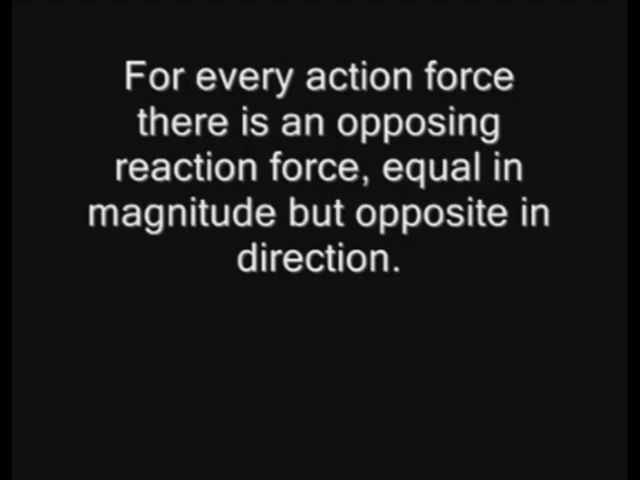 For every action force
there is an opposing
reaction force, equal in
magnitude but opposite in
direction.